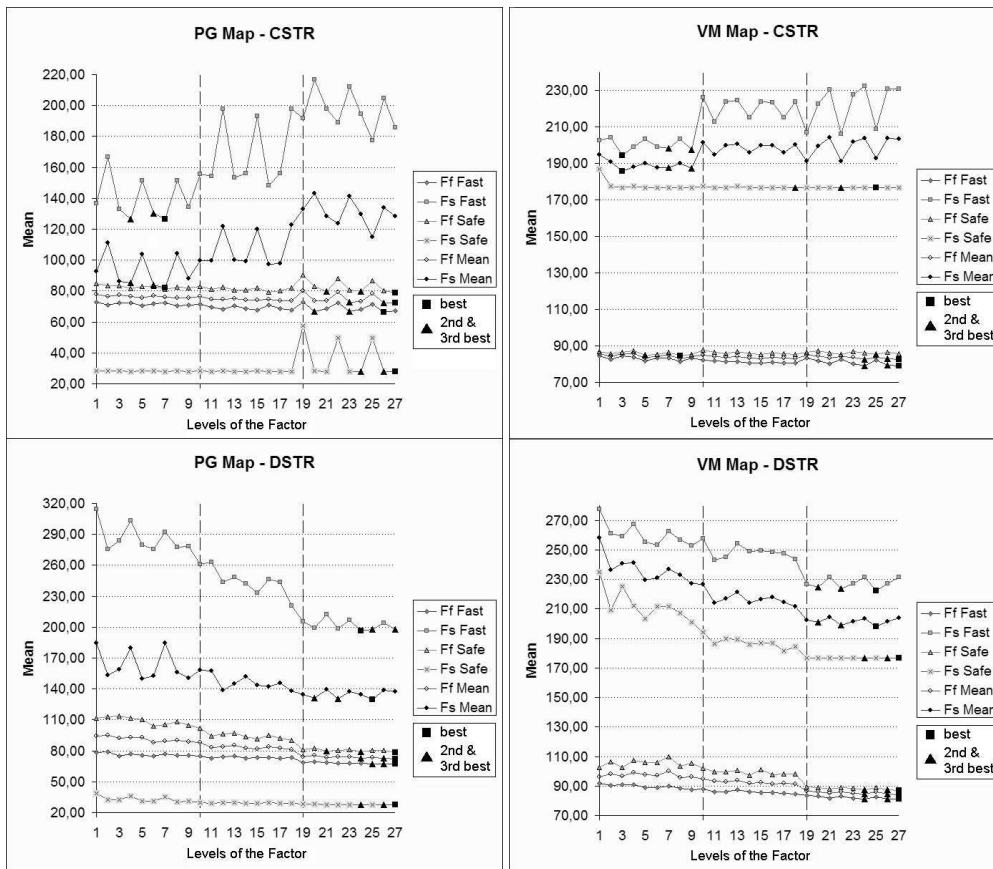 PG Map - CSTR
220,00
200,00
180,00
160,00
140,00
120,00
100,00
80,00
60,00
40,00
20,00
Mean
1 3 5 7 9 11 13 15 17 19 21 23 25 27
Levels of the Factor
Ff Fast
Fs Fast
Ff Safe
Fs Safe
Ff Mean
Fs Mean
best
2nd &
3rd best
VM Map - CSTR
230,00
210,00
190,00
170,00
150,00
130,00
110,00
90,00
70,00
Mean
1 3 5 7 9 11 13 15 17 19 21 23 25 27
Levels of the Factor
Ff Fast
Fs Fast
Ff Safe
Fs Safe
Ff Mean
Fs Mean
best
2nd &
3rd best
PG Map - DSTR
320,00
290,00
260,00
230,00
200,00
170,00
140,00
110,00
80,00
50,00
20,00
Mean
1 3 5 7 9 11 13 15 17 19 21 23 25 27
Levels of the Factor
Ff Fast
Fs Fast
Ff Safe
Fs Safe
Ff Mean
Fs Mean
best
2nd &
3rd best
VM Map - DSTR
270,00
250,00
230,00
210,00
190,00
170,00
150,00
130,00
110,00
90,00
70,00
Mean
1 3 5 7 9 11 13 15 17 19 21 23 25 27
Levels of the Factor
Ff Fast
Fs Fast
Ff Safe
Fs Safe
Ff Mean
Fs Mean
best
2nd &
3rd best